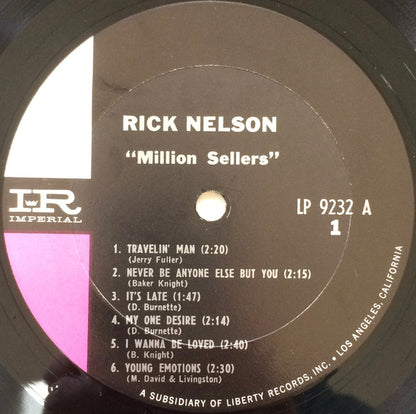 RICK NELSON
"Million Sellers"
IR
IMPERIAL
LP 9232 A
1
1. TRAVELIN' MAN (2:20)
(Jerry Fuller)
2. NEVER BE ANYONE ELSE BUT YOU (2:15)
(Baker Knight)
3. IT'S LATE (1:47)
(D. Burnette)
4. MY ONE DESIRE (2:14)
(D. Burnette)
5. I WANNA BE LOVED (2:40)
(B. Knight)
6. YOUNG EMOTIONS (2:30)
(M. David & Livingston)
A SUBSIDIARY OF LIBERTY RECORDS, INC. • LOS ANGELES, CALIFORNIA